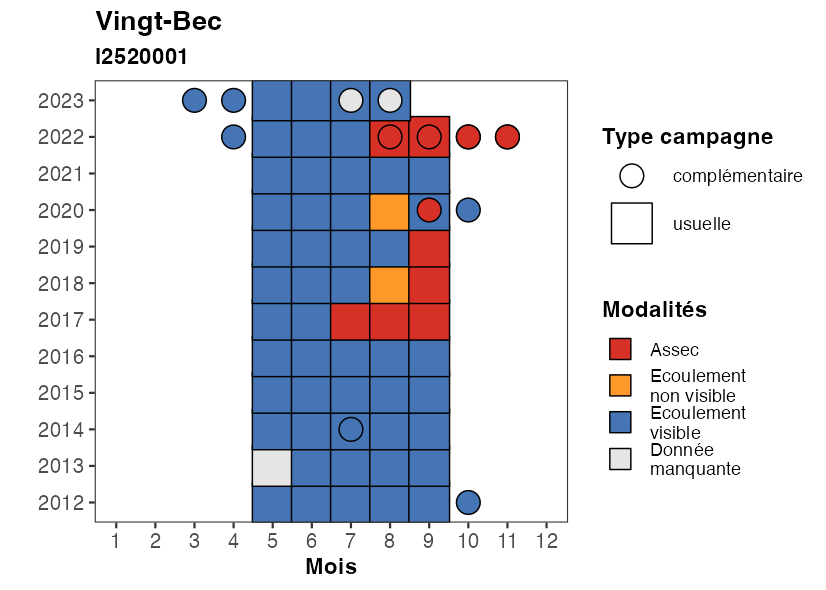 Vingt-Bec
I2520001
2023
2022
2021
2020
2019
2018
2017
2016
2015
2014
2013
2012
1 2 3 4 5 6 7 8 9 10 11 12
Mois
Type campagne
complémentaire
usuelle
Modalités
Assec
Ecoulement
non visible
Ecoulement
visible
Donnée
manquante